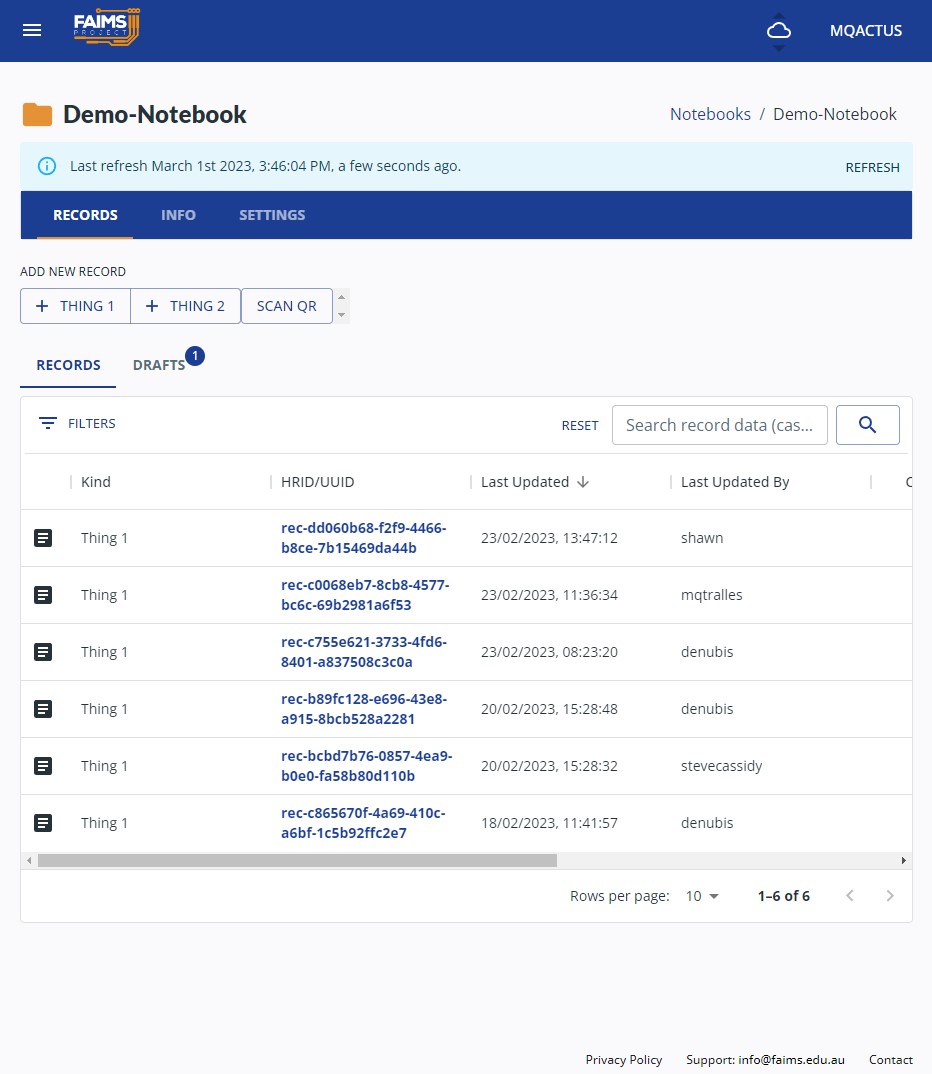 FAIMS
PROJECT
MQACTUS
Demo-Notebook
Notebooks / Demo-Notebook
Last refresh March 1st 2023, 3:46:04 PM, a few seconds ago.
REFRESH
RECORDS INFO SETTINGS
ADD NEW RECORD
+ THING 1 + THING 2 SCAN QR
RECORDS DRAFTS 1
FILTERS
RESET Search record data (cas...
Kind HRID/UUID Last Updated Last Updated By C
Thing 1 rec-dd060b68-f2f9-4466- 23/02/2023, 13:47:12 shawn
b8ce-7b15469da44b
Thing 1 rec-c0068eb7-8cb8-4577- 23/02/2023, 11:36:34 mqtralles
bc6c-69b2981a6f53
Thing 1 rec-c755e621-3733-4fd6- 23/02/2023, 08:23:20 denubis
8401-a837508c3c0a
Thing 1 rec-b89fc128-e696-43e8- 20/02/2023, 15:28:48 denubis
a915-8bcb528a2281
Thing 1 rec-bcbd7b76-0857-4ea9- 20/02/2023, 15:28:32 stevecassidy
b0e0-fa58b80d110b
Thing 1 rec-c865670f-4a69-410c- 18/02/2023, 11:41:57 denubis
a6bf-1c5b92ffc2e7
Rows per page: 10 1–6 of 6
Privacy Policy Support: info@faims.edu.au Contact